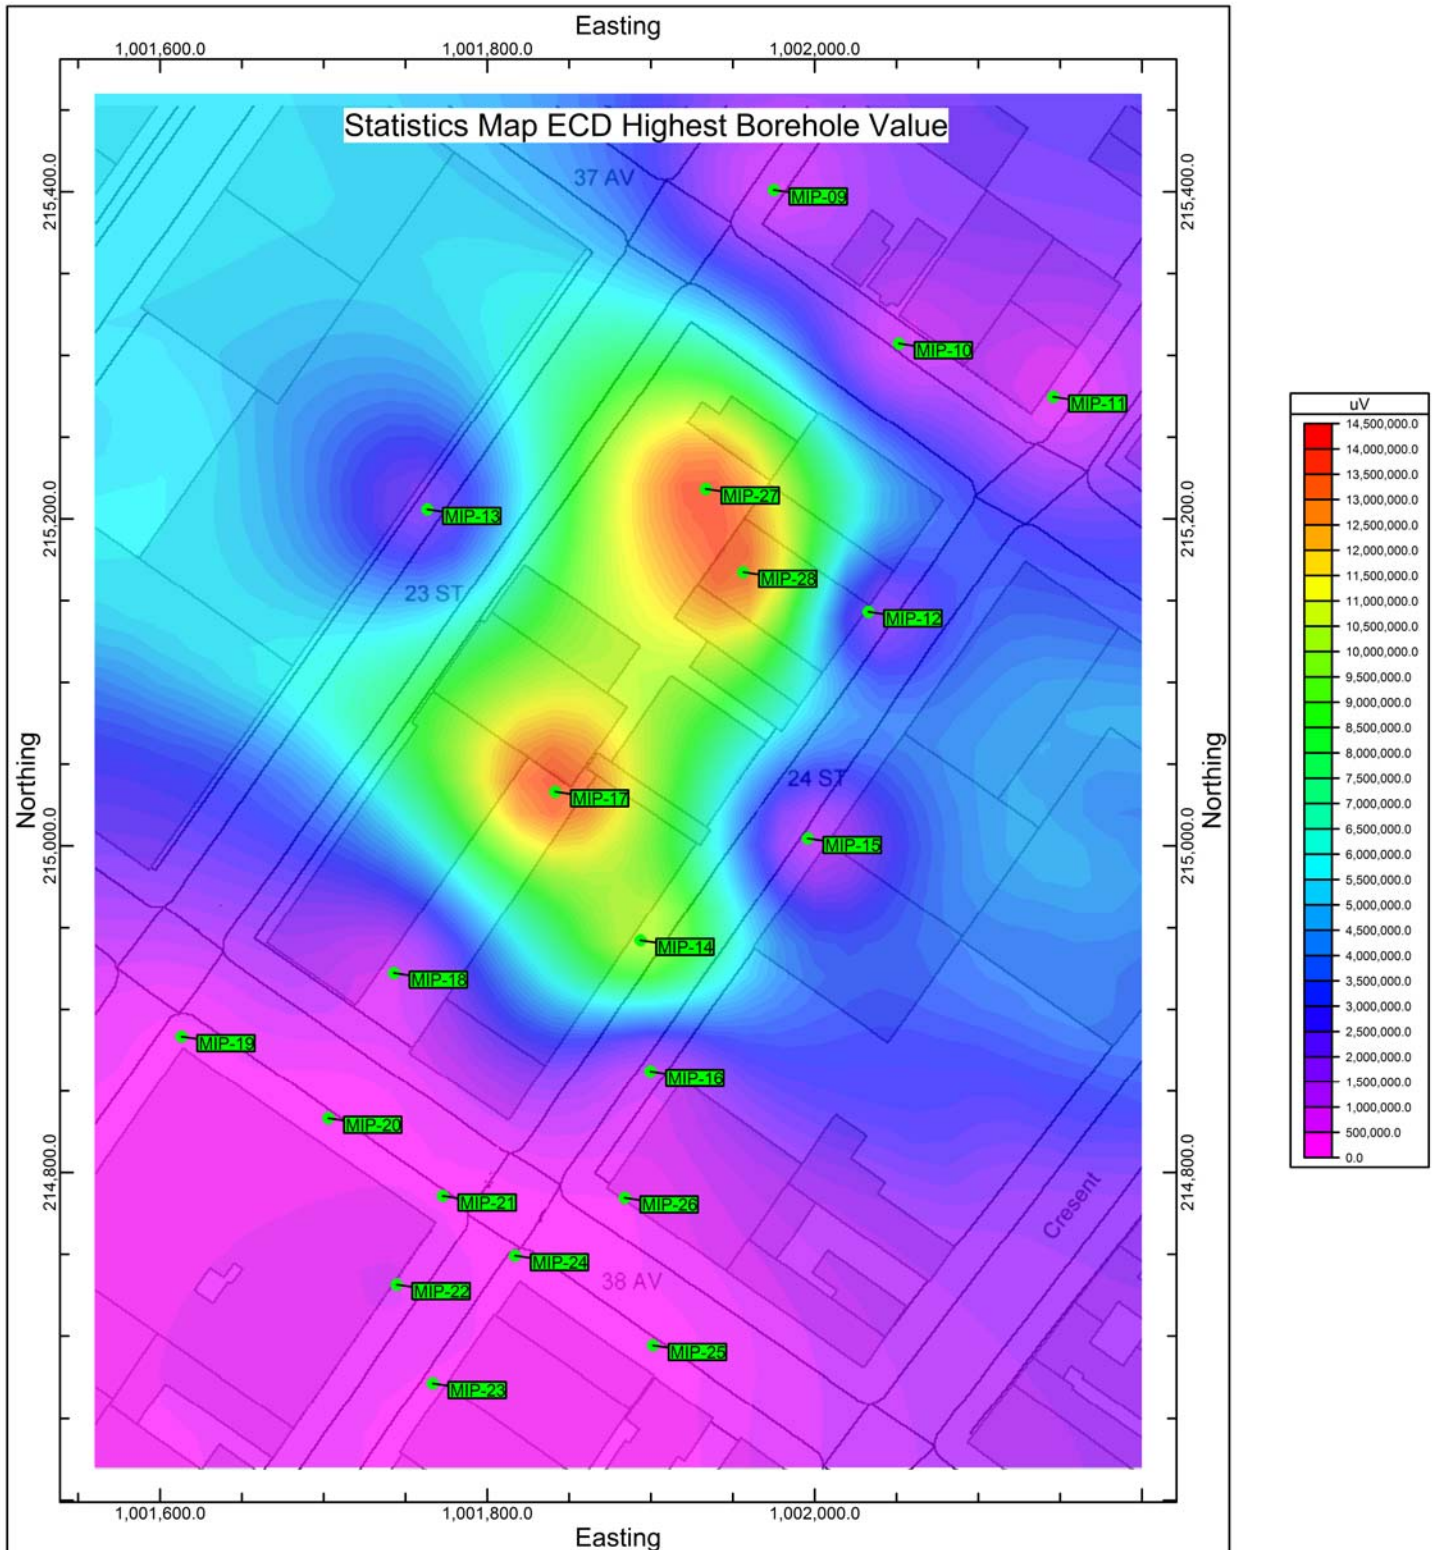 Easting
1,001,600.0 1,001,800.0 1,002,000.0
Statistics Map ECD Highest Borehole Value
37 AV
215,400.0
215,400.0
MIP-09
MIP-10
MIP-11
uV
14,500,000.0
14,000,000.0
13,500,000.0
13,000,000.0
12,500,000.0
12,000,000.0
11,500,000.0
11,000,000.0
10,500,000.0
10,000,000.0
9,500,000.0
9,000,000.0
8,500,000.0
8,000,000.0
7,500,000.0
7,000,000.0
6,500,000.0
6,000,000.0
5,500,000.0
5,000,000.0
4,500,000.0
4,000,000.0
3,500,000.0
3,000,000.0
2,500,000.0
2,000,000.0
1,500,000.0
1,000,000.0
500,000.0
0.0
215,200.0
215,200.0
MIP-27
MIP-13
MIP-28
23 ST
MIP-12
Northing
Northing
24 ST
MIP-17
215,000.0
215,000.0
MIP-15
MIP-14
MIP-18
MIP-19
MIP-16
MIP-20
214,800.0
214,800.0
MIP-21
MIP-26
Cresent
MIP-24
38 AV
MIP-22
MIP-25
MIP-23
1,001,600.0 1,001,800.0 1,002,000.0
Easting